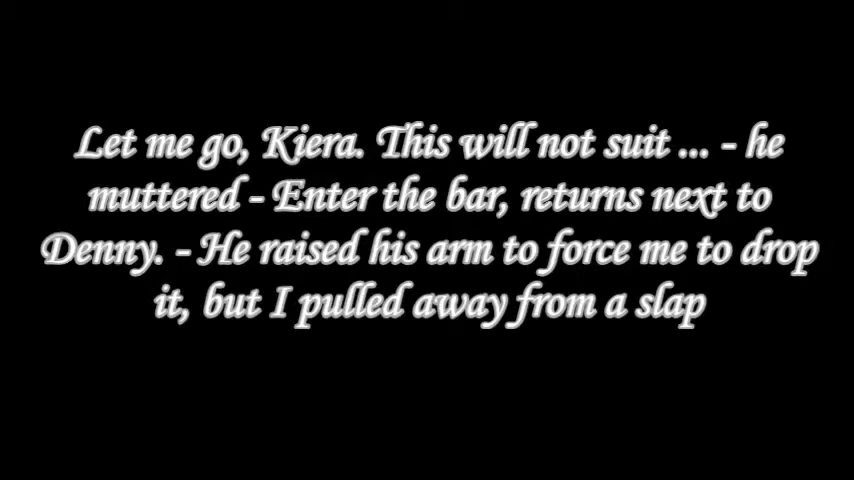 Let me go, Kiera. This will not suit ... - he
muttered - Enter the bar, returns next to
Denny. - He raised his arm to force me to drop
it, but I pulled away from a slap